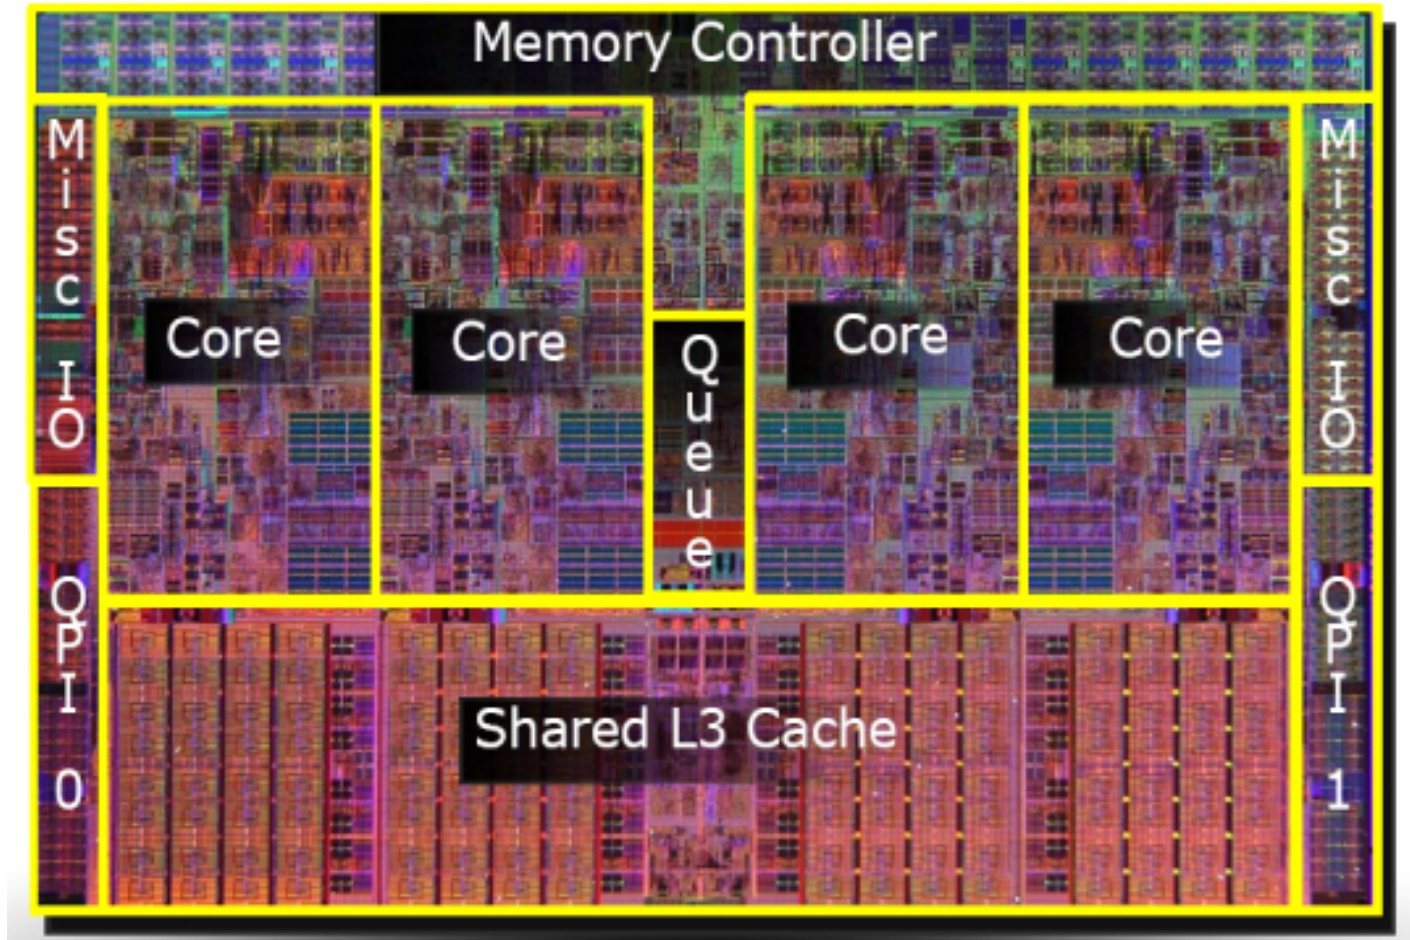 Memory Controller
Misc IO
Core
Core
Queue
Core
Core
Misc IO
QPI 0
Shared L3 Cache
QPI 1